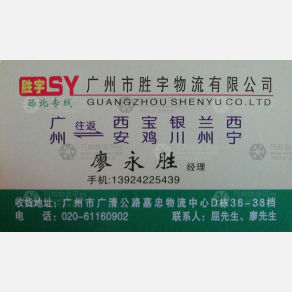 胜宇 SY 广州市胜宇物流有限公司
西北专线 GUANGZHOU SHENYU CO.LTD
广州 往返 西安 宝鸡 银川 兰州 西宁
廖永胜 经理
手机:13924225439
收货地址:广州市广清公路嘉忠物流中心D栋36-38档
电 话:020-61160902 联系人:屈先生、廖先生